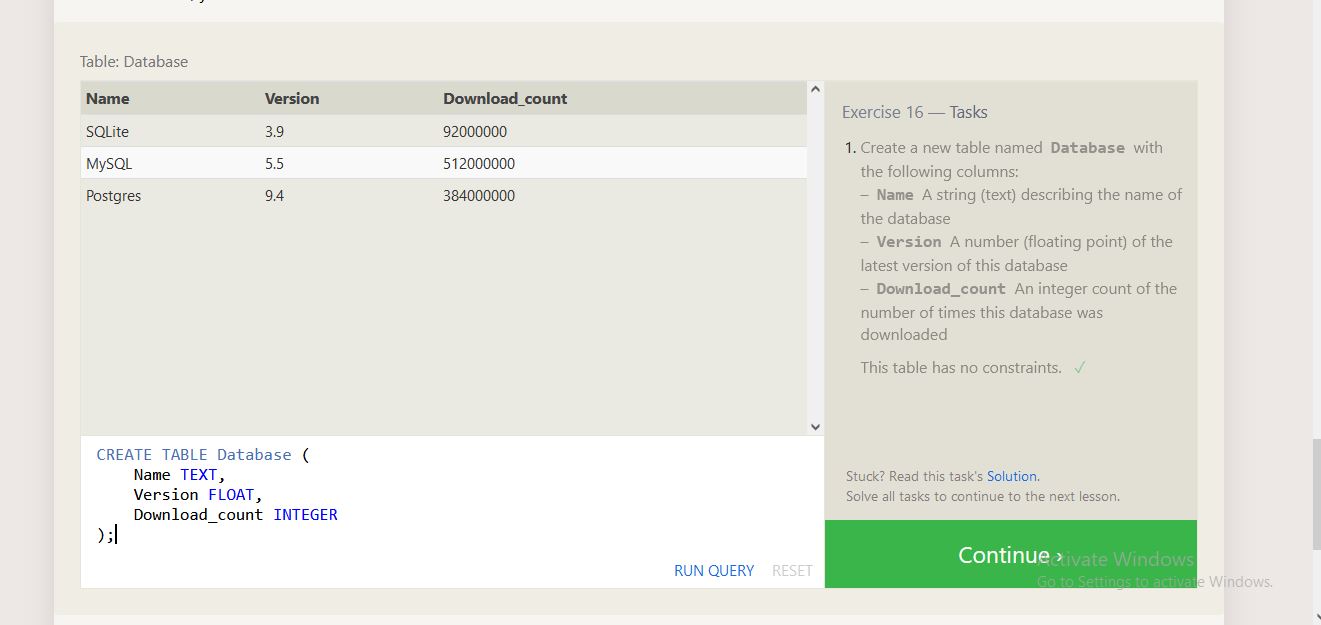 Table: Database
Name Version Download_count
SQLite 3.9 92000000
MySQL 5.5 512000000
Postgres 9.4 384000000
CREATE TABLE Database (
Name TEXT,
Version FLOAT,
Download_count INTEGER
);
RUN QUERY RESET
Exercise 16 — Tasks
1. Create a new table named Database with
the following columns:
– Name A string (text) describing the name of
the database
– Version A number (floating point) of the
latest version of this database
– Download_count An integer count of the
number of times this database was
downloaded
This table has no constraints. ✓
Stuck? Read this task's Solution.
Solve all tasks to continue to the next lesson.
Continue ›
Activate Windows
Go to Settings to activate Windows.